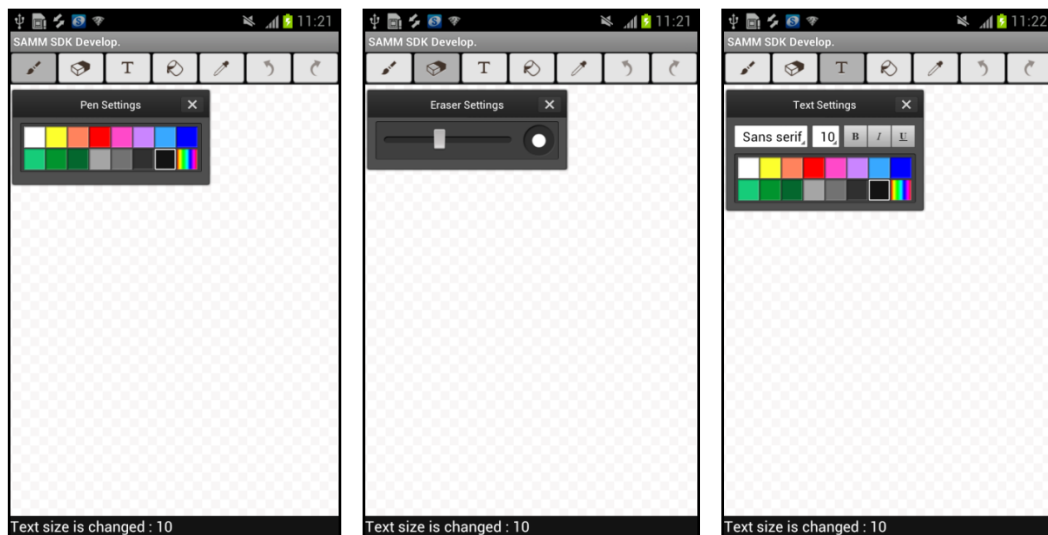 11:21
SAMM SDK Develop.
T
Pen Settings
Text size is changed : 10
11:21
SAMM SDK Develop.
T
Eraser Settings
Text size is changed : 10
11:22
SAMM SDK Develop.
T
Text Settings
Sans serif 10 B I U
Text size is changed : 10